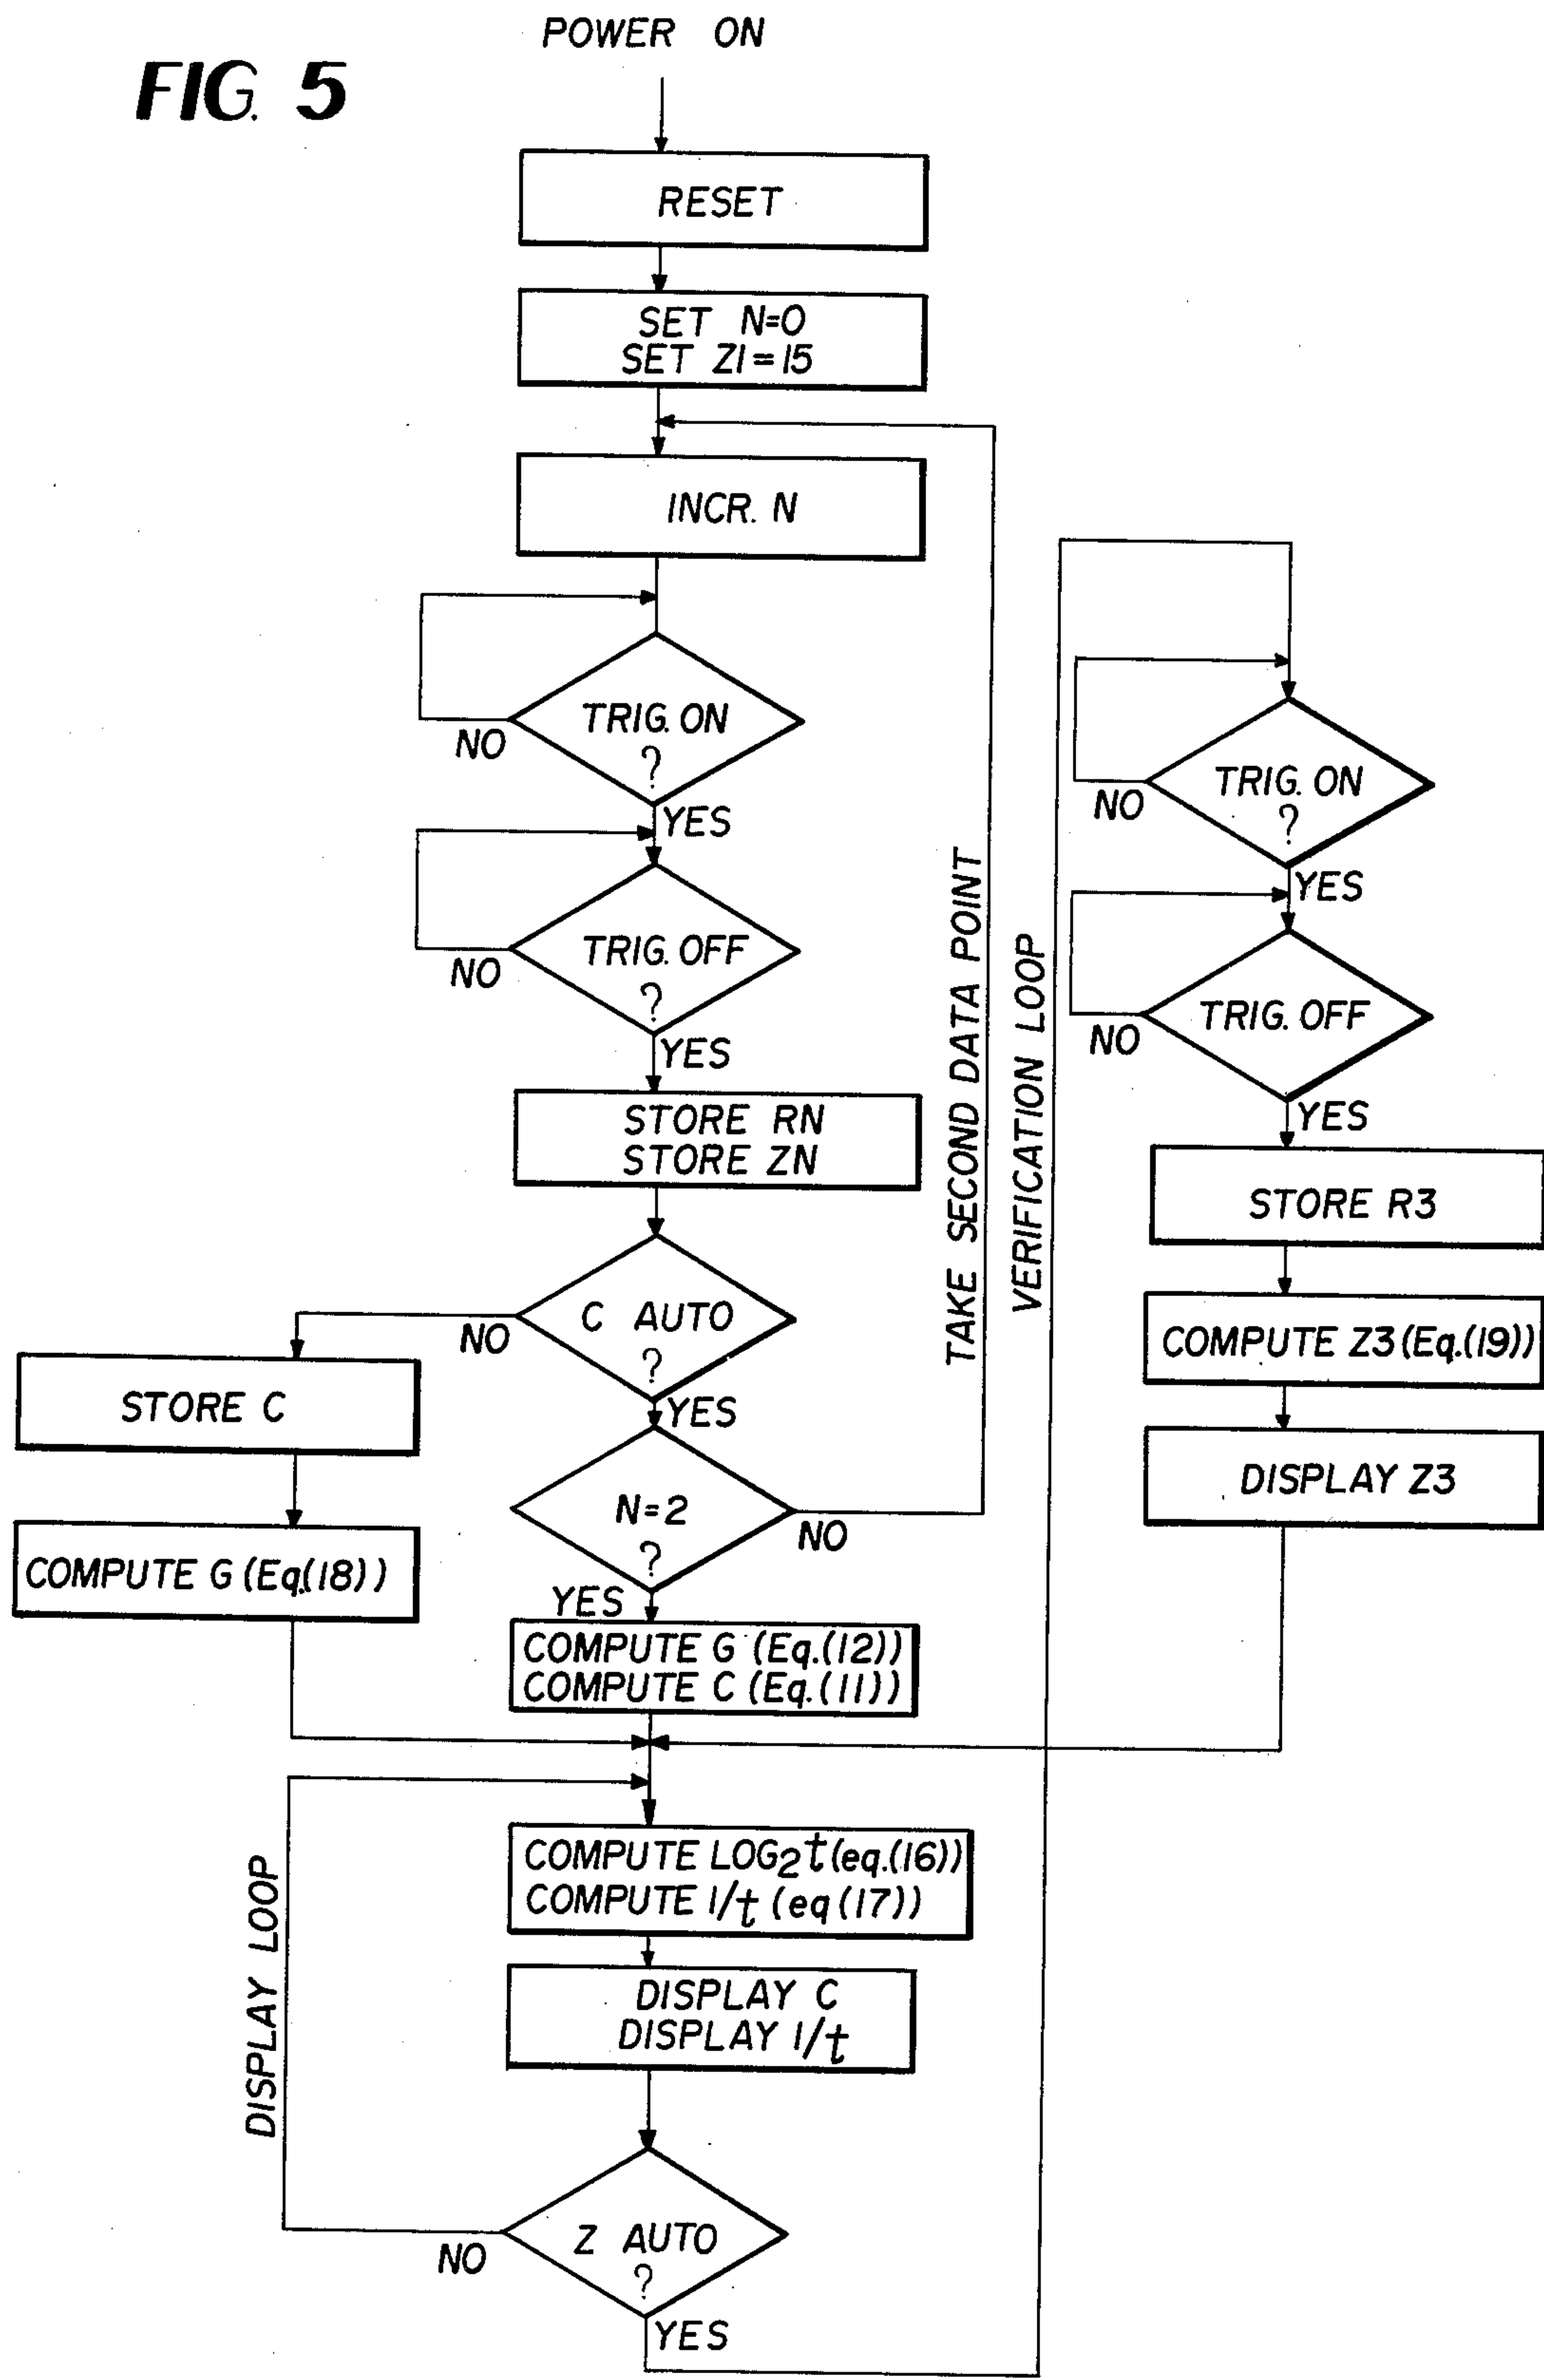 POWER ON
FIG. 5
RESET
SET N=0
SET Z1=15
INCR. N
TRIG. ON
?
NO
YES
TRIG. OFF
?
NO
YES
STORE RN
STORE ZN
C AUTO
?
NO
YES
STORE C
COMPUTE G (Eq.(18))
N=2
?
NO
YES
COMPUTE G (Eq.(12))
COMPUTE C (Eq.(11))
TAKE SECOND DATA POINT
VERIFICATION LOOP
TRIG. ON
?
NO
YES
TRIG. OFF
NO
YES
STORE R3
COMPUTE Z3 (Eq.(19))
DISPLAY Z3
DISPLAY LOOP
COMPUTE LOG2t (eq.(16))
COMPUTE 1/t (eq(17))
DISPLAY C
DISPLAY 1/t
Z AUTO
?
NO
YES